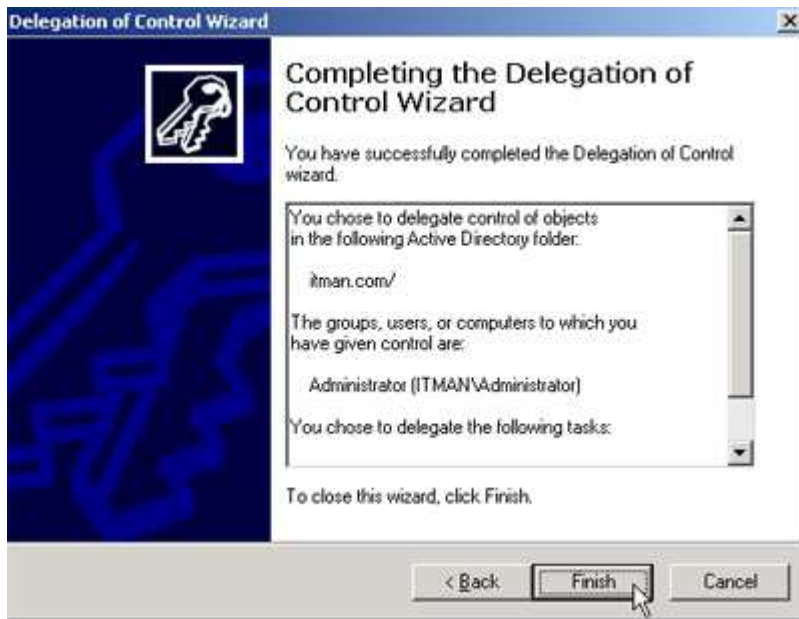 Delegation of Control Wizard
Completing the Delegation of
Control Wizard
You have successfully completed the Delegation of Control
wizard.
You chose to delegate control of objects
in the following Active Directory folder:
itman.com/
The groups, users, or computers to which you
have given control are:
Administrator (ITMAN\Administrator)
You chose to delegate the following tasks:
To close this wizard, click Finish.
< Back
Finish
Cancel